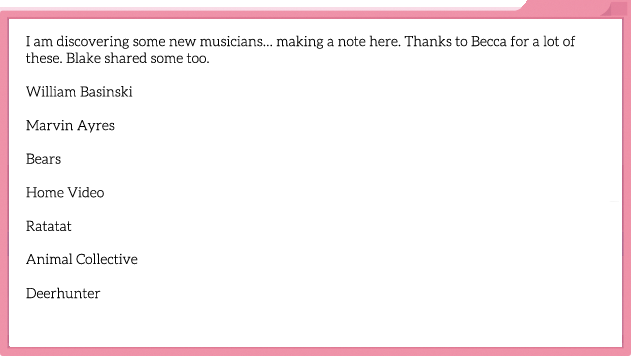 I am discovering some new musicians... making a note here. Thanks to Becca for a lot of
these. Blake shared some too.
William Basinski
Marvin Ayres
Bears
Home Video
Ratatat
Animal Collective
Deerhunter